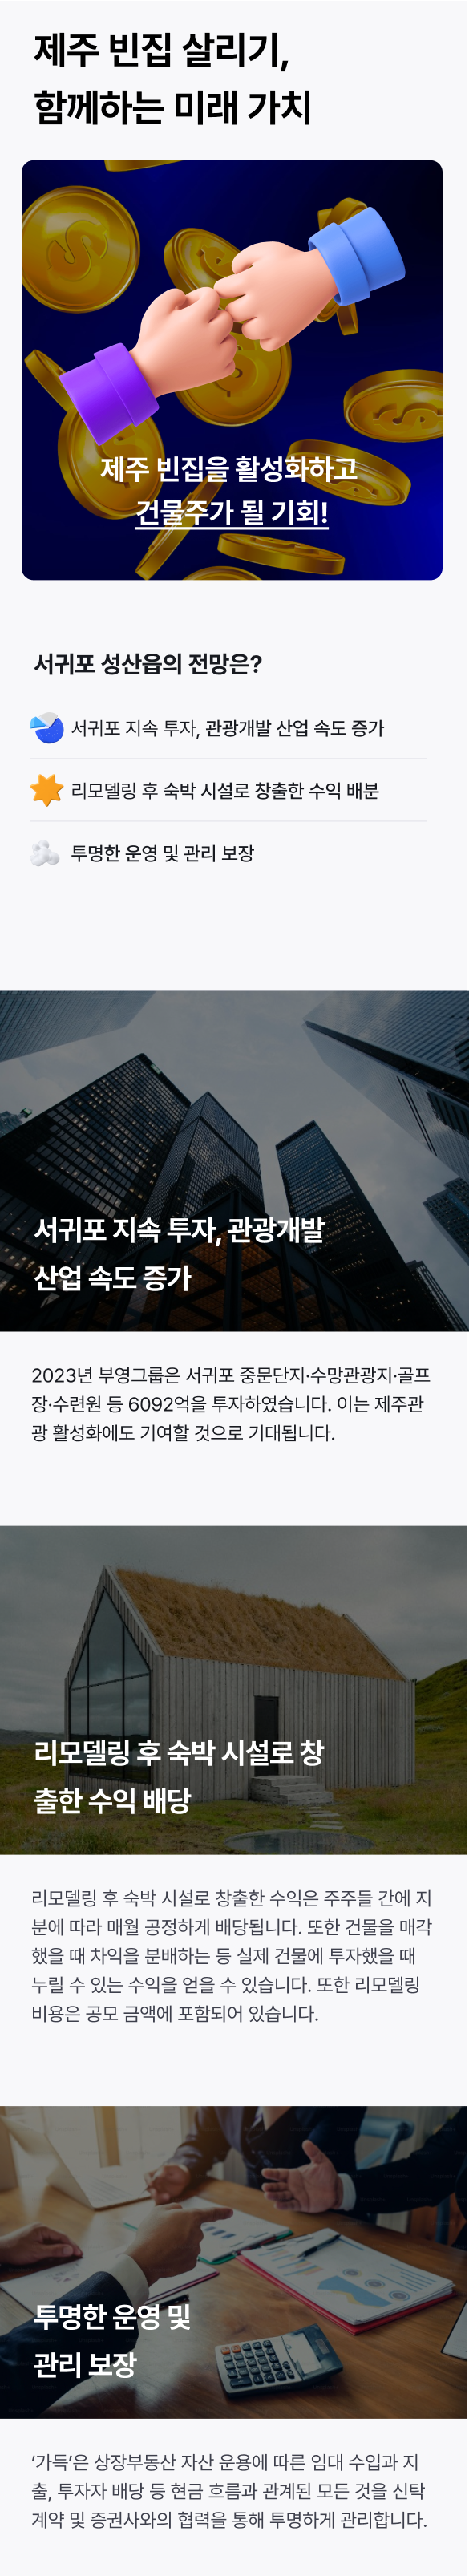 제주 빈집 살리기,
함께하는 미래 가치
제주 빈집을 활성화하고
건물주가 될 기회!
서귀포 성산읍의 전망은?
서귀포 지속 투자, 관광개발 산업 속도 증가
리모델링 후 숙박 시설로 창출한 수익 배분
투명한 운영 및 관리 보장
서귀포 지속 투자, 관광개발
산업 속도 증가
2023년 부영그룹은 서귀포 중문단지·수망관광지·골프
장·수련원 등 6092억을 투자하였습니다. 이는 제주관
광 활성화에도 기여할 것으로 기대됩니다.
리모델링 후 숙박 시설로 창
출한 수익 배당
리모델링 후 숙박 시설로 창출한 수익은 주주들 간에 지
분에 따라 매월 공정하게 배당됩니다. 또한 건물을 매각
했을 때 차익을 분배하는 등 실제 건물에 투자했을 때
누릴 수 있는 수익을 얻을 수 있습니다. 또한 리모델링
비용은 공모 금액에 포함되어 있습니다.
투명한 운영 및
관리 보장
‘가득’은 상장부동산 자산 운용에 따른 임대 수입과 지
출, 투자자 배당 등 현금 흐름과 관계된 모든 것을 신탁
계약 및 증권사와의 협력을 통해 투명하게 관리합니다.